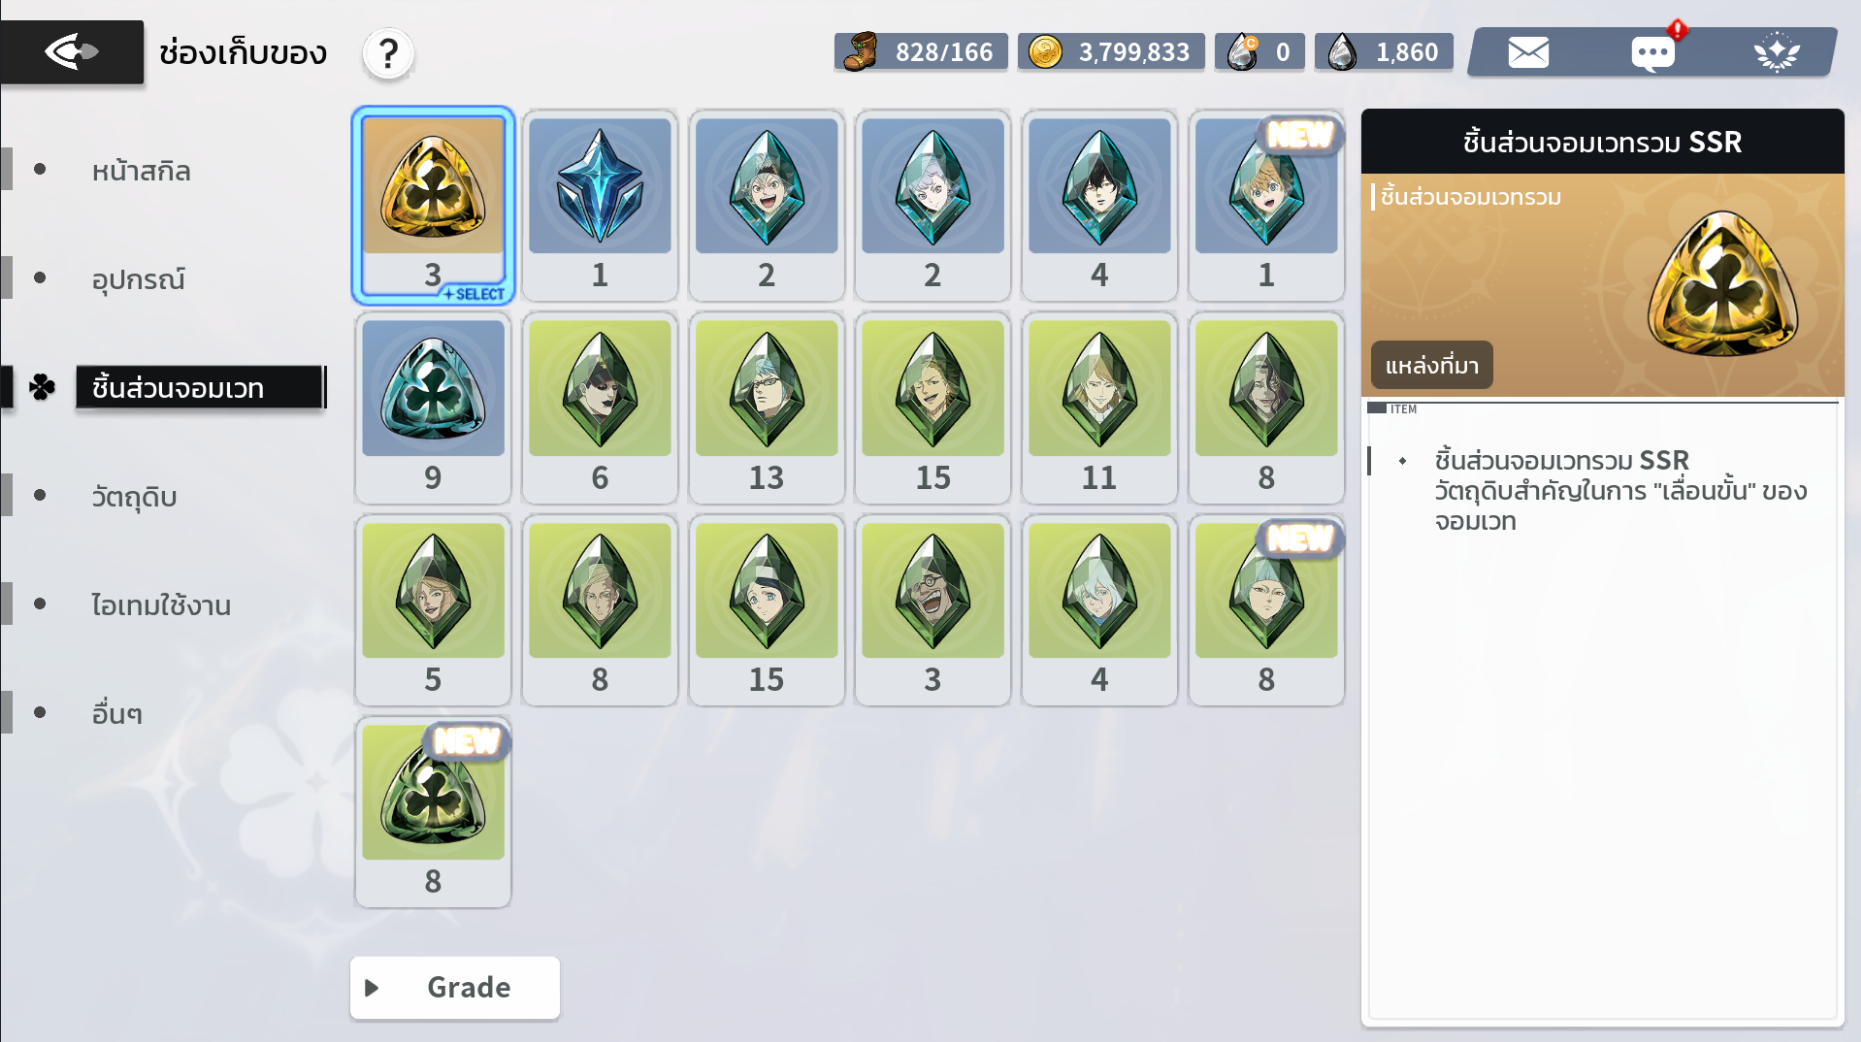 ช่องเก็บของ
?
828/166
3,799,833
0
1,860
หน้าสกิล
อุปกรณ์
ชิ้นส่วนจอมเวท
วัตถุดิบ
ไอเทมใช้งาน
อื่นๆ
3
SELECT
1
2
2
4
NEW
1
9
6
13
15
11
8
5
8
15
3
4
NEW
8
NEW
8
Grade
ชิ้นส่วนจอมเวทรวม SSR
ชิ้นส่วนจอมเวทรวม
แหล่งที่มา
ITEM
ชิ้นส่วนจอมเวทรวม SSR
วัตถุดิบสำคัญในการ "เลื่อนขั้น" ของ
จอมเวท